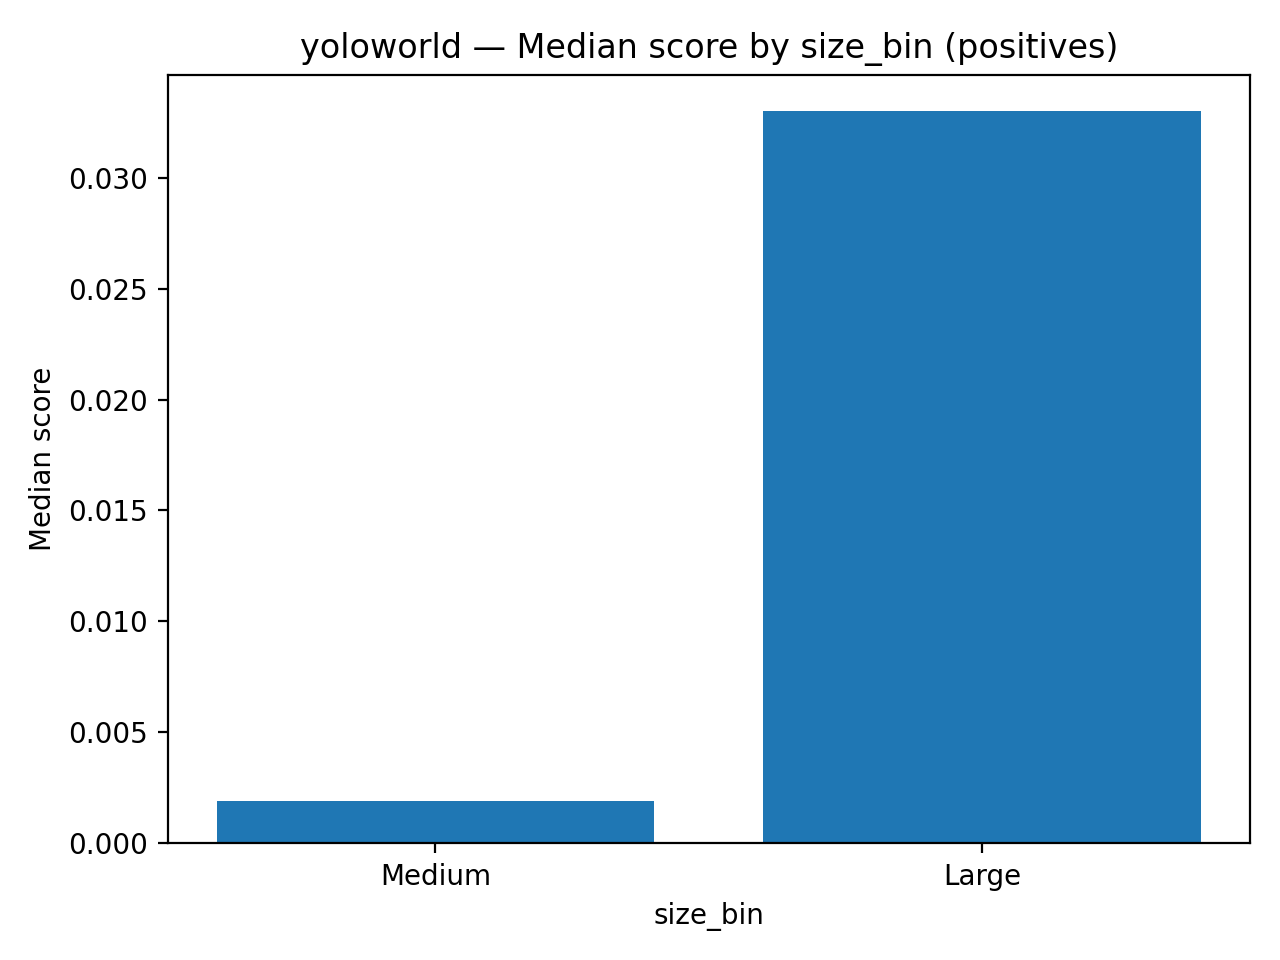 yoloworld — Median score by size_bin (positives)
Median score
0.030
0.025
0.020
0.015
0.010
0.005
0.000
Medium
Large
size_bin